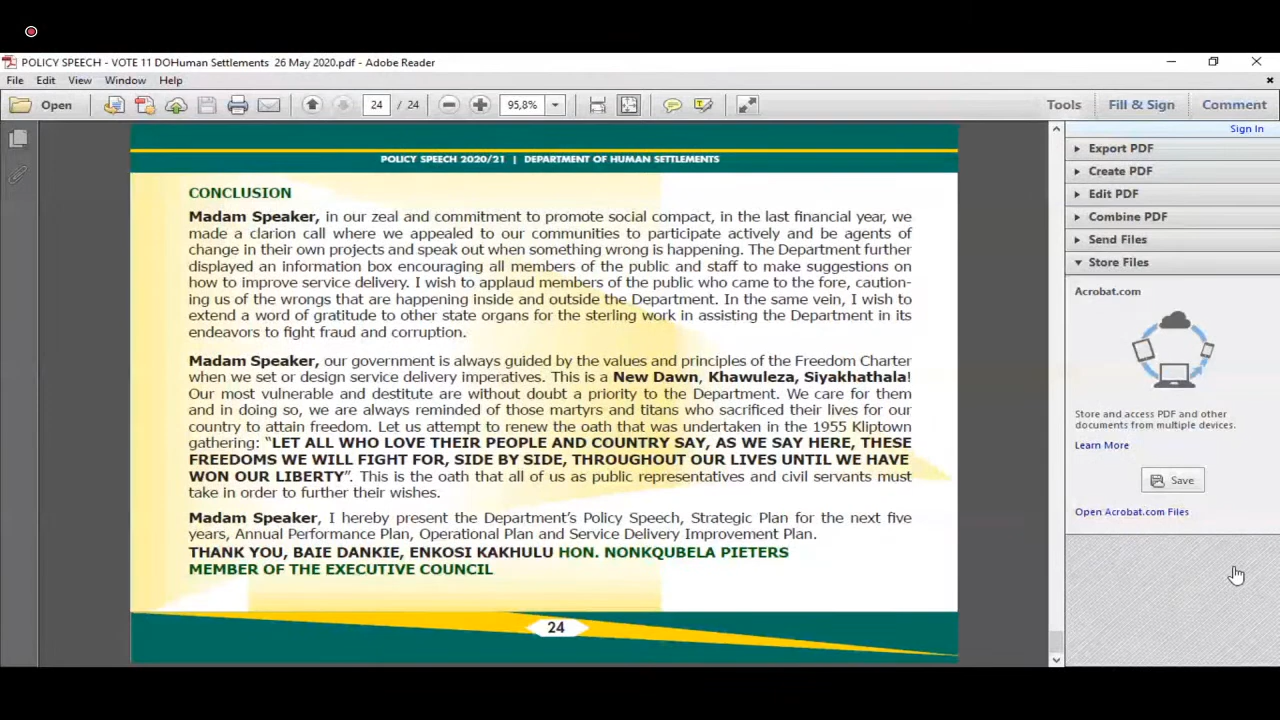 POLICY SPEECH - VOTE 11 DOHuman Settlements 26 May 2020.pdf - Adobe Reader
File Edit View Window Help
Open 24 / 24 95,8% Tools Fill & Sign Comment
Sign In
Export PDF
Create PDF
Edit PDF
Combine PDF
Send Files
Store Files
Acrobat.com
Store and access PDF and other
documents from multiple devices.
Learn More
Save
Open Acrobat.com Files
POLICY SPEECH 2020/21 | DEPARTMENT OF HUMAN SETTLEMENTS
CONCLUSION
Madam Speaker, in our zeal and commitment to promote social compact, in the last financial year, we
made a clarion call where we appealed to our communities to participate actively and be agents of
change in their own projects and speak out when something wrong is happening. The Department further
displayed an information box encouraging all members of the public and staff to make suggestions on
how to improve service delivery. I wish to applaud members of the public who came to the fore, caution-
ing us of the wrongs that are happening inside and outside the Department. In the same vein, I wish to
extend a word of gratitude to other state organs for the sterling work in assisting the Department in its
endeavors to fight fraud and corruption.
Madam Speaker, our government is always guided by the values and principles of the Freedom Charter
when we set or design service delivery imperatives. This is a New Dawn, Khawuleza, Siyakhathala!
Our most vulnerable and destitute are without doubt a priority to the Department. We care for them
and in doing so, we are always reminded of those martyrs and titans who sacrificed their lives for our
country to attain freedom. Let us attempt to renew the oath that was undertaken in the 1955 Kliptown
gathering: “LET ALL WHO LOVE THEIR PEOPLE AND COUNTRY SAY, AS WE SAY HERE, THESE
FREEDOMS WE WILL FIGHT FOR, SIDE BY SIDE, THROUGHOUT OUR LIVES UNTIL WE HAVE
WON OUR LIBERTY”. This is the oath that all of us as public representatives and civil servants must
take in order to further their wishes.
Madam Speaker, I hereby present the Department’s Policy Speech, Strategic Plan for the next five
years, Annual Performance Plan, Operational Plan and Service Delivery Improvement Plan.
THANK YOU, BAIE DANKIE, ENKOSI KAKHULU HON. NONKQUBELA PIETERS
MEMBER OF THE EXECUTIVE COUNCIL
24